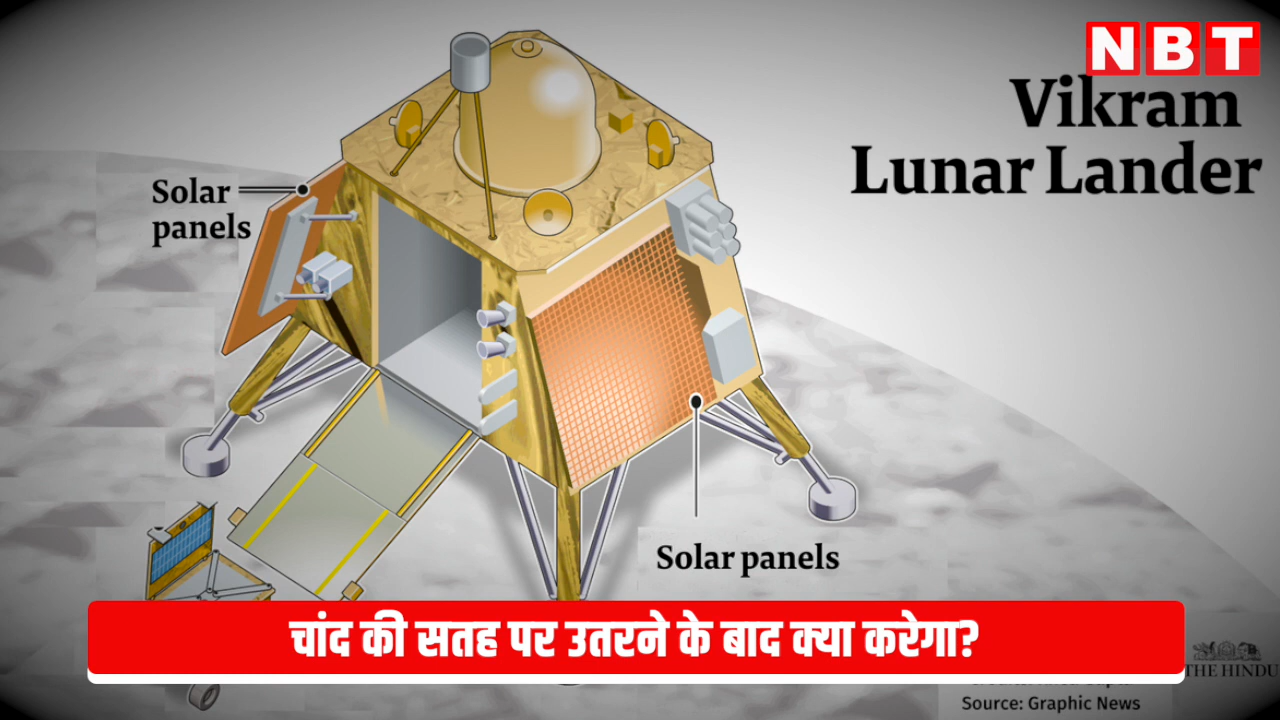 NBT
Vikram
Lunar Lander
Solar
panels
Solar panels
चांद की सतह पर उतरने के बाद क्या करेगा?
THE HINDU
Source: Graphic News